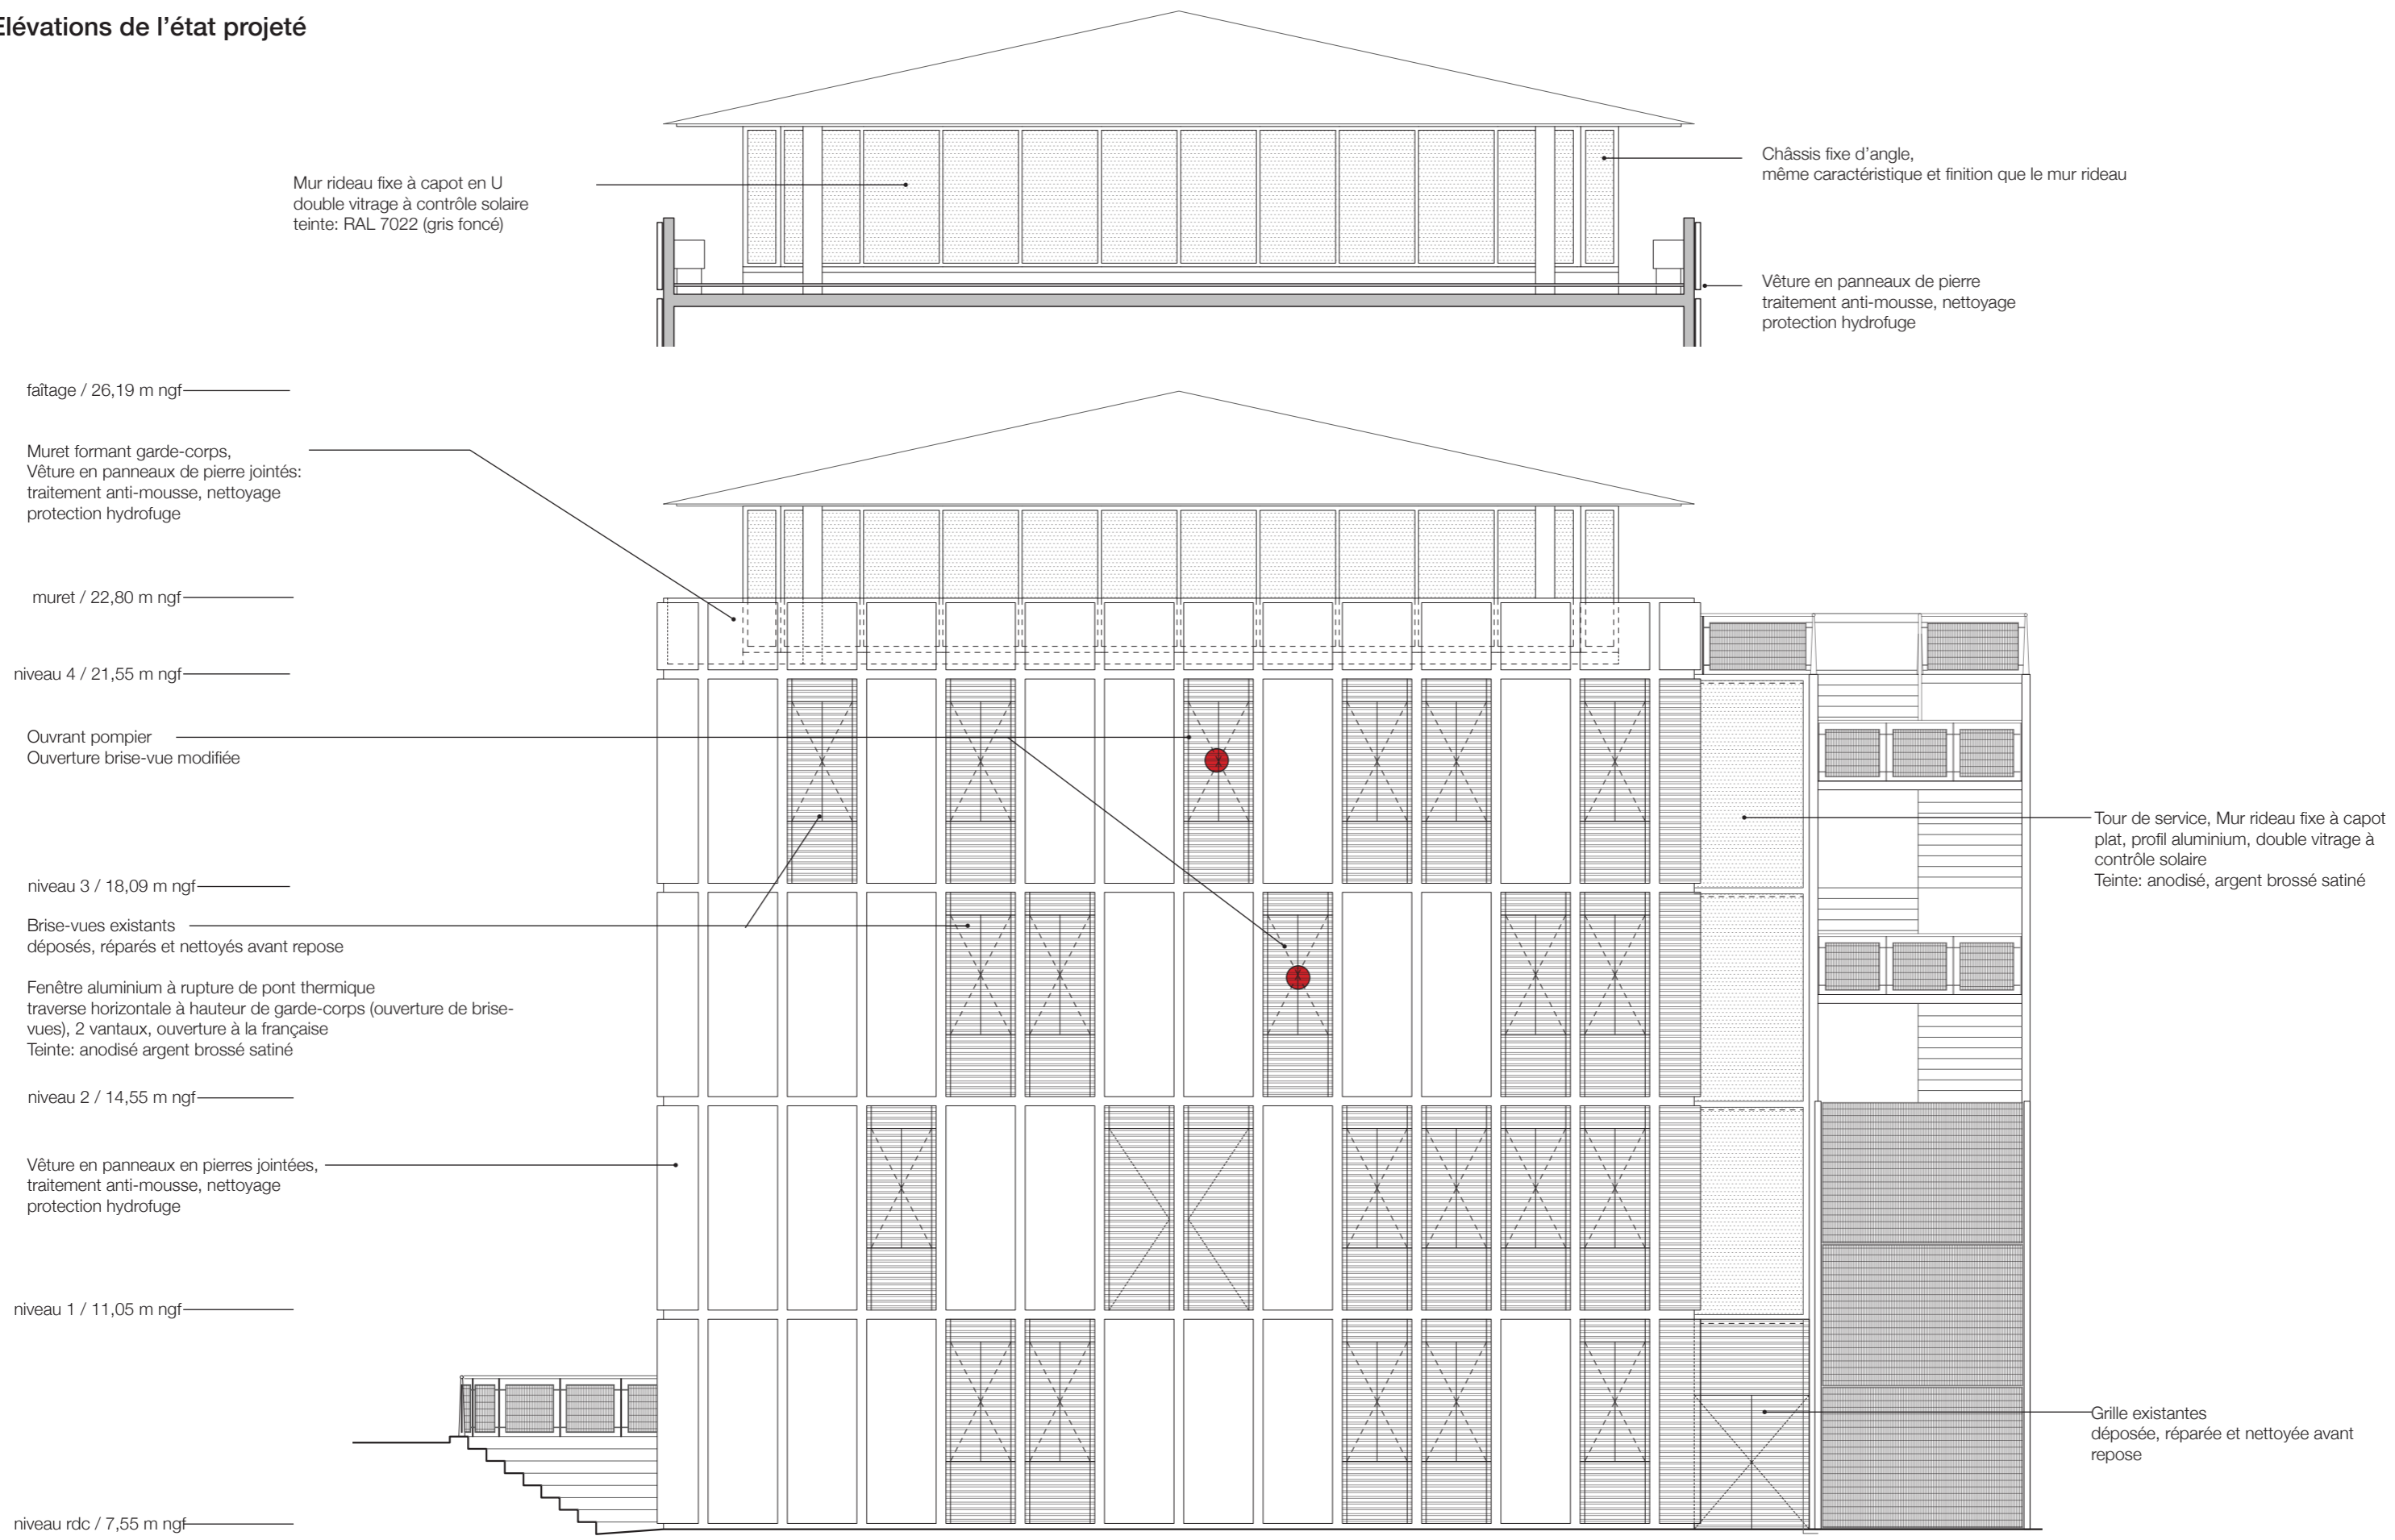 Elévations de l'état projeté
Mur rideau fixe à capot en U
double vitrage à contrôle solaire
teinte: RAL 7022 (gris foncé)
Châssis fixe d'angle,
même caractéristique et finition que le mur rideau
Vêture en panneaux de pierre
traitement anti-mousse, nettoyage
protection hydrofuge
faîtage / 26,19 m ngf
Muret formant garde-corps,
Vêture en panneaux de pierre jointés:
traitement anti-mousse, nettoyage
protection hydrofuge
muret / 22,80 m ngf
niveau 4 / 21,55 m ngf
Ouvrant pompier
Ouverture brise-vue modifiée
Tour de service, Mur rideau fixe à capot
plat, profil aluminium, double vitrage à
contrôle solaire
Teinte: anodisé, argent brossé satiné
niveau 3 / 18,09 m ngf
Brise-vues existants
déposés, réparés et nettoyés avant repose
Fenêtre aluminium à rupture de pont thermique
traverse horizontale à hauteur de garde-corps (ouverture de brise-
vues), 2 vantaux, ouverture à la française
Teinte: anodisé argent brossé satiné
niveau 2 / 14,55 m ngf
Vêture en panneaux en pierres jointées,
traitement anti-mousse, nettoyage
protection hydrofuge
niveau 1 / 11,05 m ngf
Grille existantes
déposée, réparée et nettoyée avant
repose
niveau rdc / 7,55 m ngf